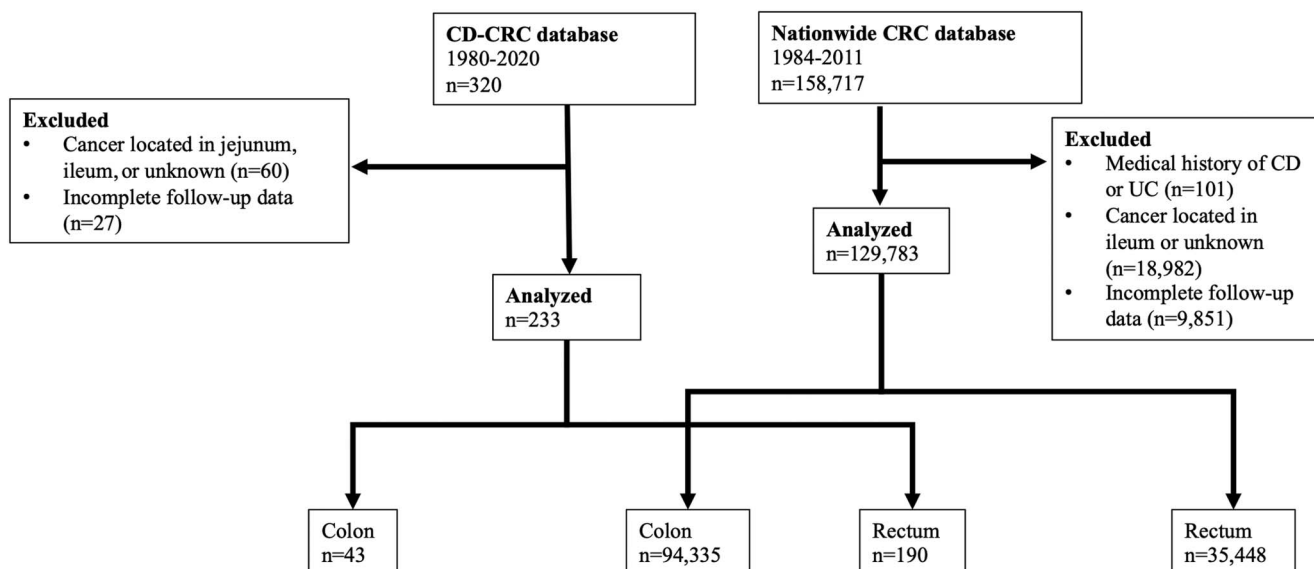 CD-CRC database
1980-2020
n=320
Nationwide CRC database
1984-2011
n=158,717
Excluded
• Cancer located in jejunum,
ileum, or unknown (n=60)
• Incomplete follow-up data
(n=27)
Excluded
• Medical history of CD
or UC (n=101)
• Cancer located in
ileum or unknown
(n=18,982)
• Incomplete follow-up
data (n=9,851)
Analyzed
n=233
Analyzed
n=129,783
Colon
n=43
Colon
n=94,335
Rectum
n=190
Rectum
n=35,448